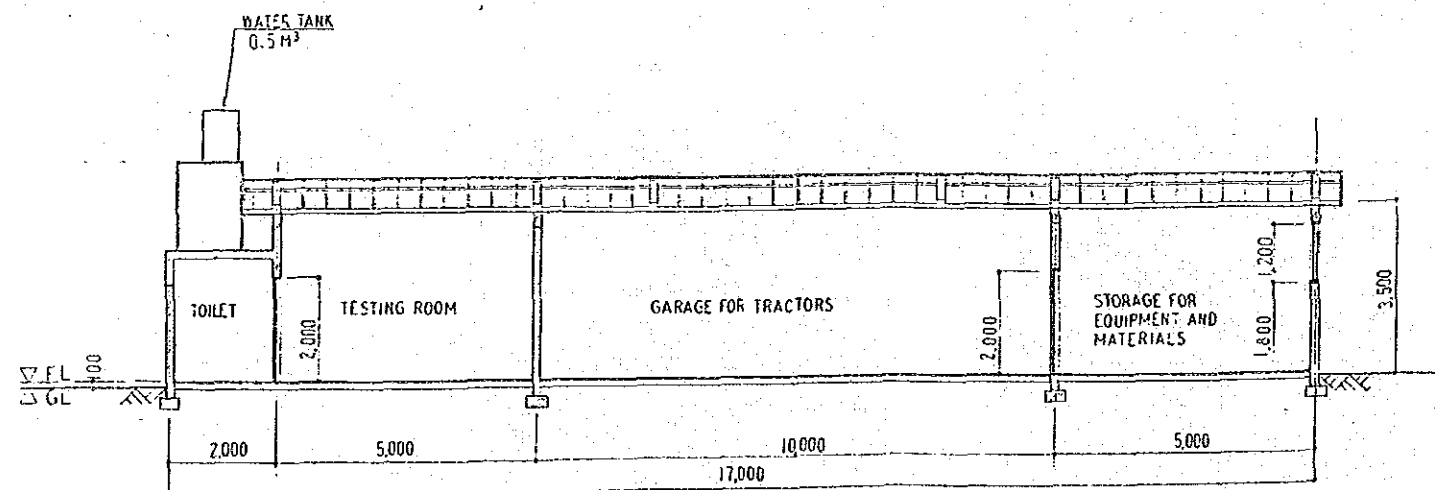 WATER TANK
0.5 M³
TOILET
TESTING ROOM
2,000
GARAGE FOR TRACTORS
2,000
STORAGE FOR
EQUIPMENT AND
MATERIALS
1,200
1,800
3,500
▽ FL
100
▽ GL
2,000
5,000
10,000
5,000
17,000